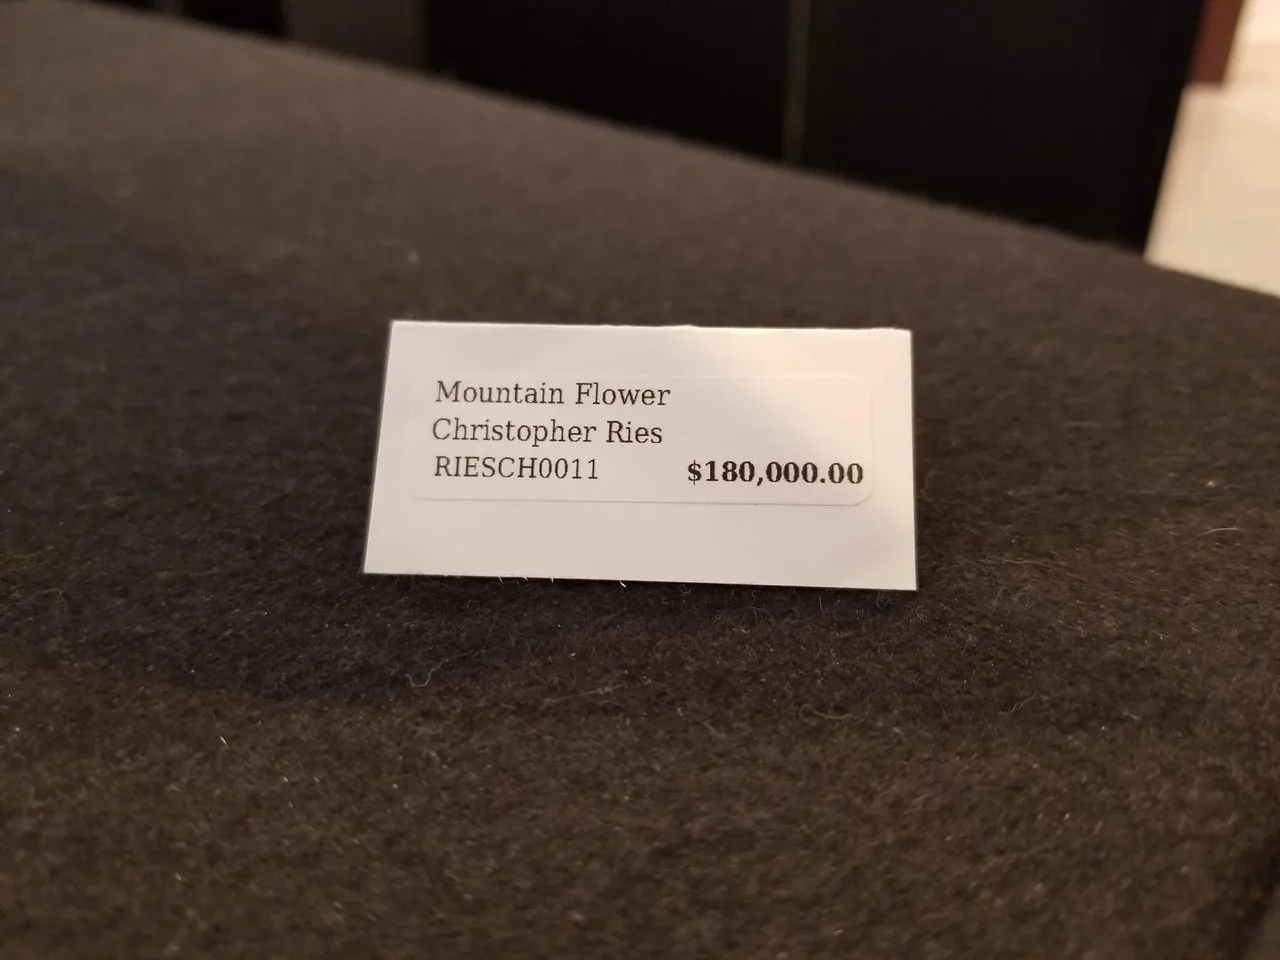 Mountain Flower
Christopher Ries
RIESCH0011 $180,000.00